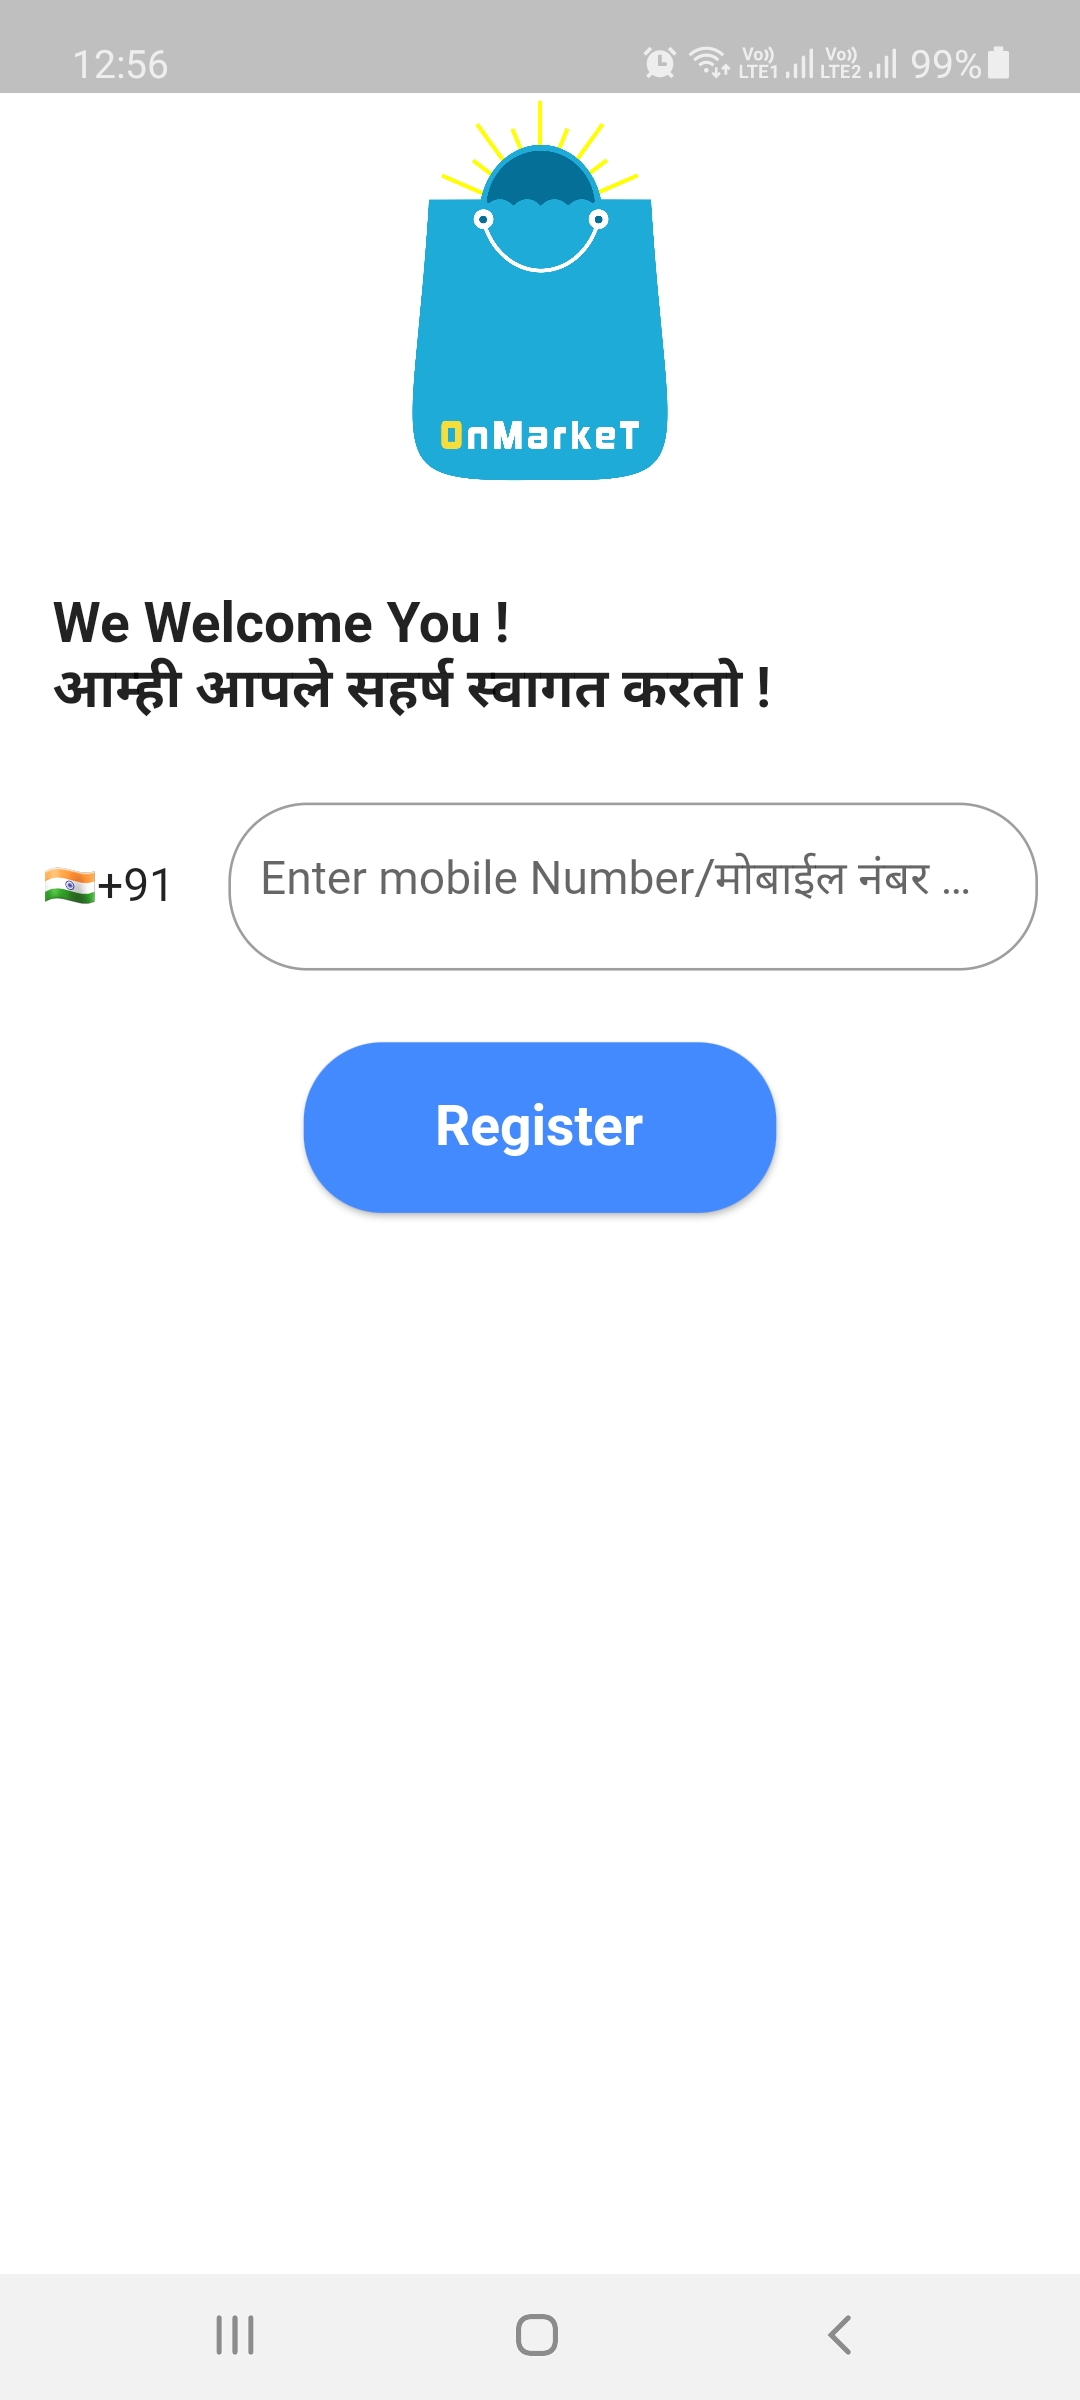 12:56
Vo)) LTE1 Vo)) LTE2 99%
OnMarkeT
We Welcome You !
आम्ही आपले सहर्ष स्वागत करतो !
🇮🇳+91
Enter mobile Number/मोबाईल नंबर ...
Register